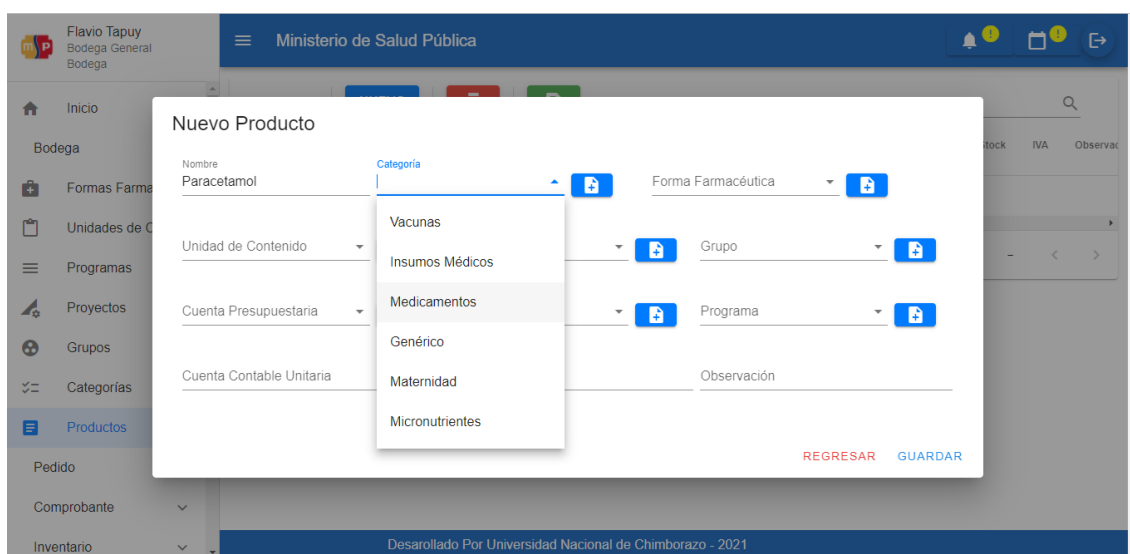 Flavio Tapuy
Bodega General
Bodega
Ministerio de Salud Pública
Inicio
Bodega
Formas Farma
Unidades de C
Programas
Proyectos
Grupos
Categorías
Productos
Pedido
Comprobante
Inventario
Stock IVA Observac
Nuevo Producto
Nombre
Paracetamol
Categoría
Forma Farmacéutica
Vacunas
Insumos Médicos
Medicamentos
Genérico
Maternidad
Micronutrientes
Unidad de Contenido
Grupo
Cuenta Presupuestaria
Programa
Cuenta Contable Unitaria
Observación
REGRESAR GUARDAR
Desarollado Por Universidad Nacional de Chimborazo - 2021